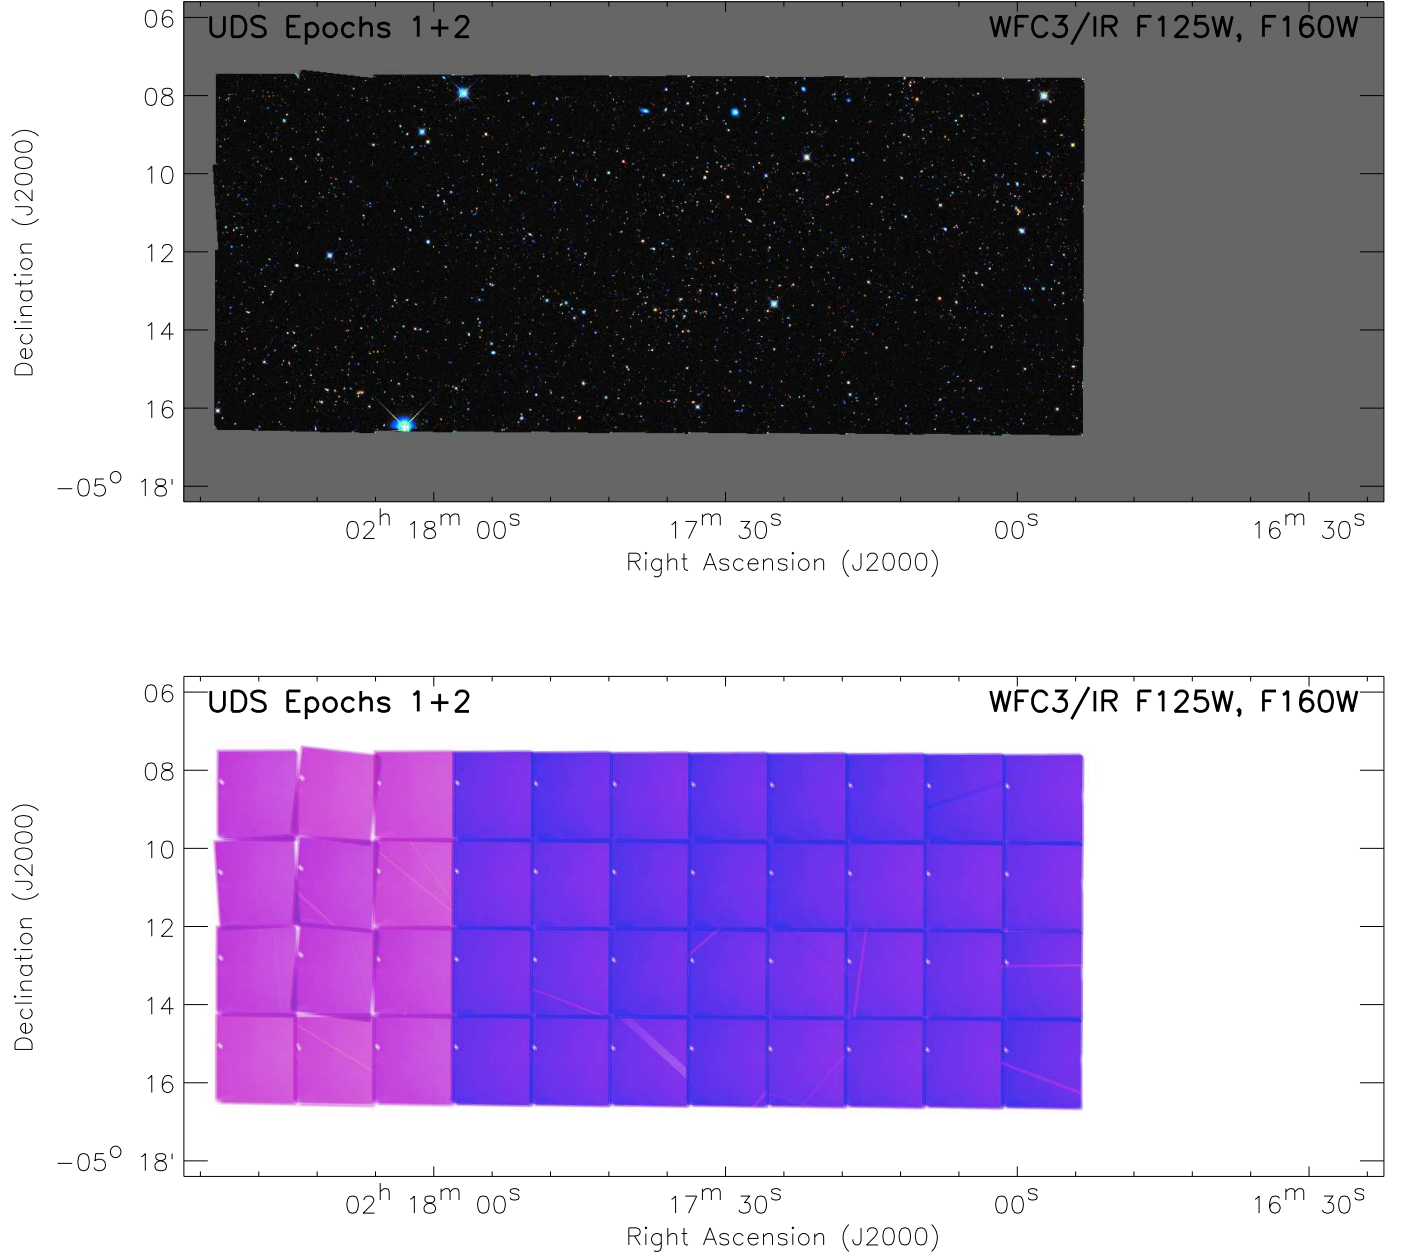 UDS Epochs 1+2
WFC3/IR F125W, F160W
06
08
10
12
14
16
-05° 18'
Declination (J2000)
02h 18m 00s
17m 30s
00s
16m 30s
Right Ascension (J2000)
UDS Epochs 1+2
WFC3/IR F125W, F160W
06
08
10
12
14
16
-05° 18'
Declination (J2000)
02h 18m 00s
17m 30s
00s
16m 30s
Right Ascension (J2000)